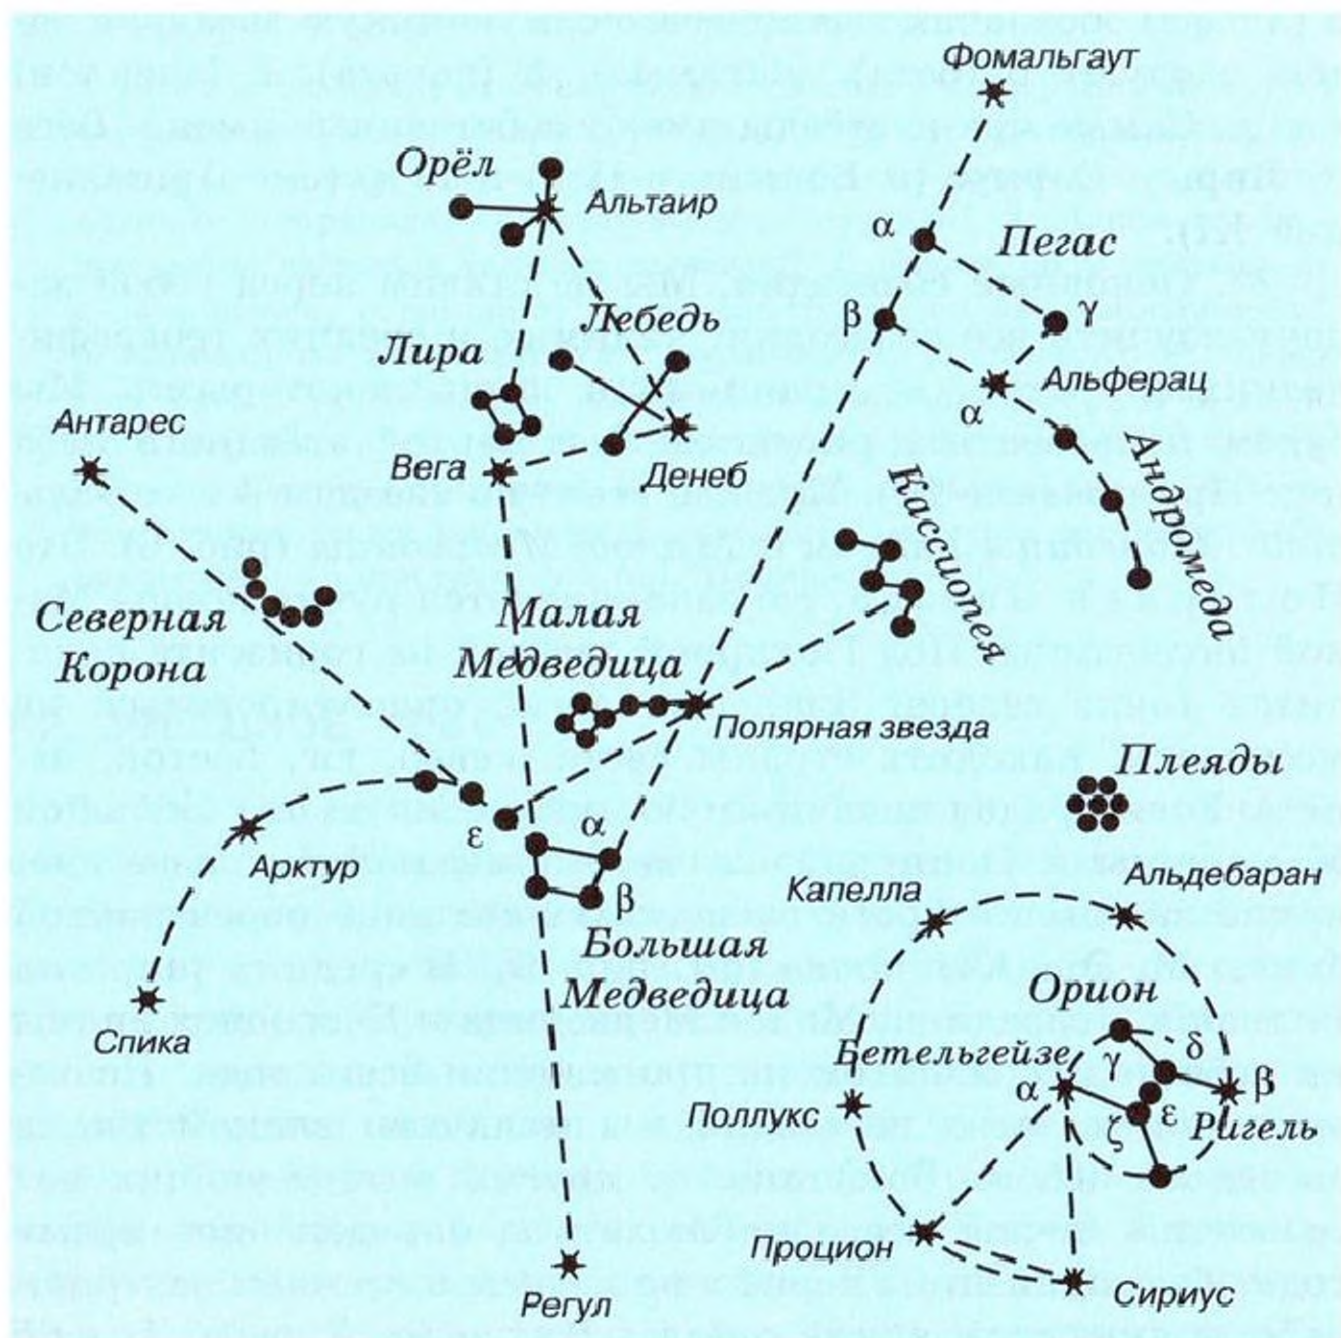 Фомальгаут
Орёл
Альтаир
α
Пегас
β
γ
Лебедь
Лира
Альферац
α
Антарес
Вега
Денеб
Андромеда
Кассиопея
Северная
Корона
Малая
Медведица
Полярная звезда
Плеяды
ε
α
Арктур
β
Капелла
Альдебаран
Большая
Медведица
Орион
Спика
Бетельгейзе
γ
δ
α
β
Поллукс
ζ
ε
Ригель
Процион
Сириус
Регул